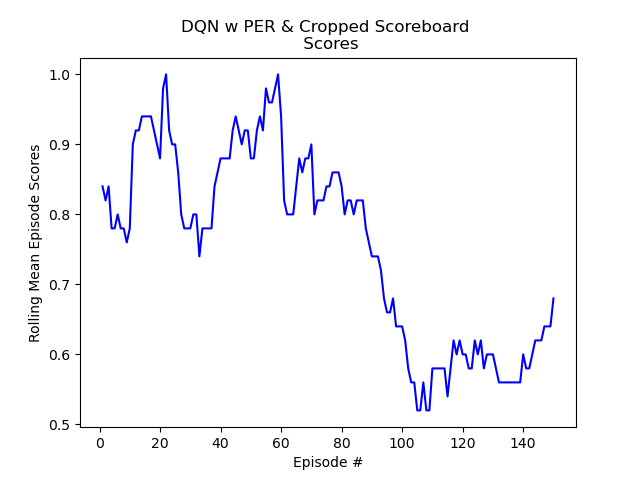 DQN w PER & Cropped Scoreboard
Scores
1.0
0.9
0.8
0.7
0.6
0.5
Rolling Mean Episode Scores
0 20 40 60 80 100 120 140
Episode #